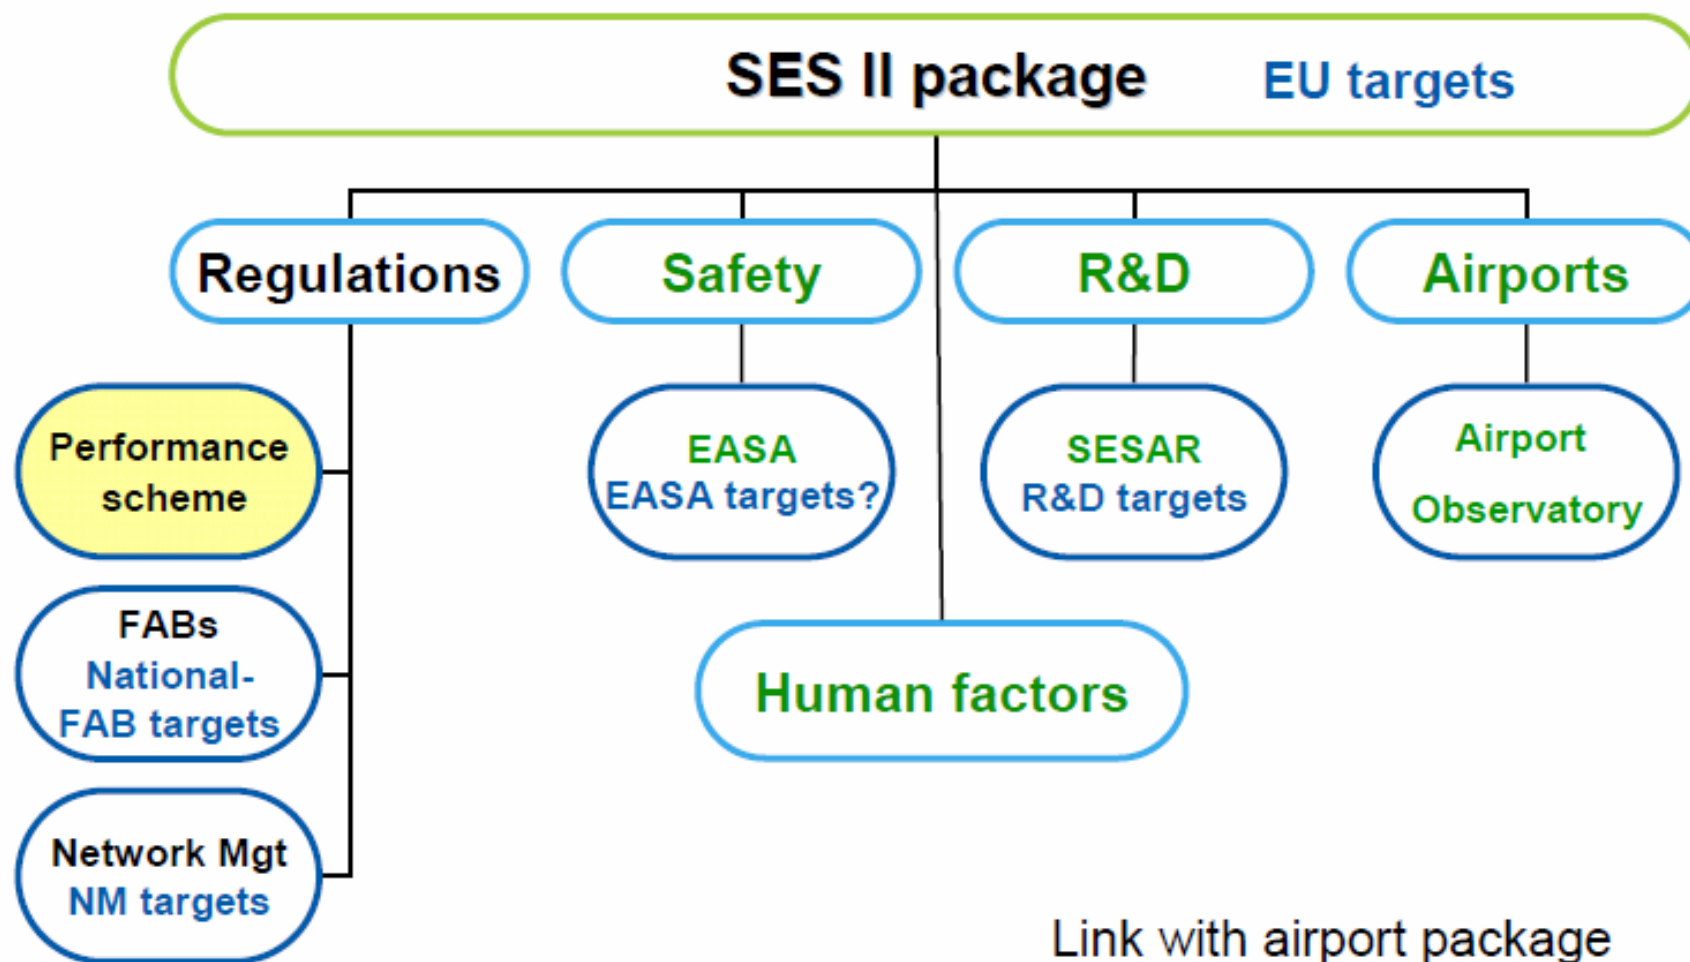 SES II package EU targets
Regulations Safety R&D Airports
Performance
scheme
EASA
EASA targets?
SESAR
R&D targets
Airport
Observatory
FABs
National-
FAB targets
Human factors
Network Mgt
NM targets
Link with airport package